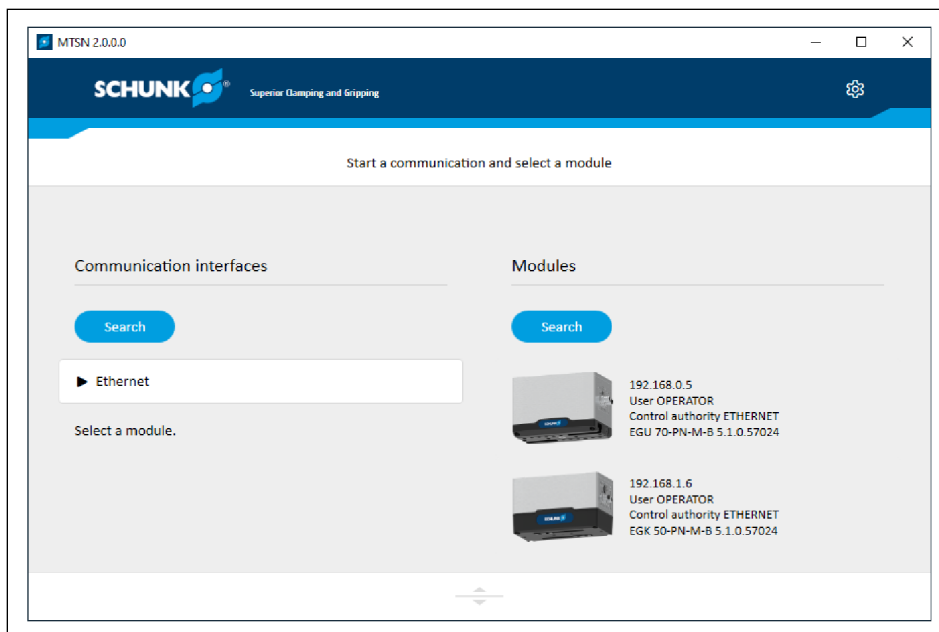 MTSN 2.0.0.0
SCHUNK® Superior Clamping and Gripping
Start a communication and select a module
Communication interfaces
Search
Ethernet
Select a module.
Modules
Search
192.168.0.5
User OPERATOR
Control authority ETHERNET
EGU 70-PN-M-B 5.1.0.57024
SCHUNK
192.168.1.6
User OPERATOR
Control authority ETHERNET
EGK 50-PN-M-B 5.1.0.57024
SCHUNK